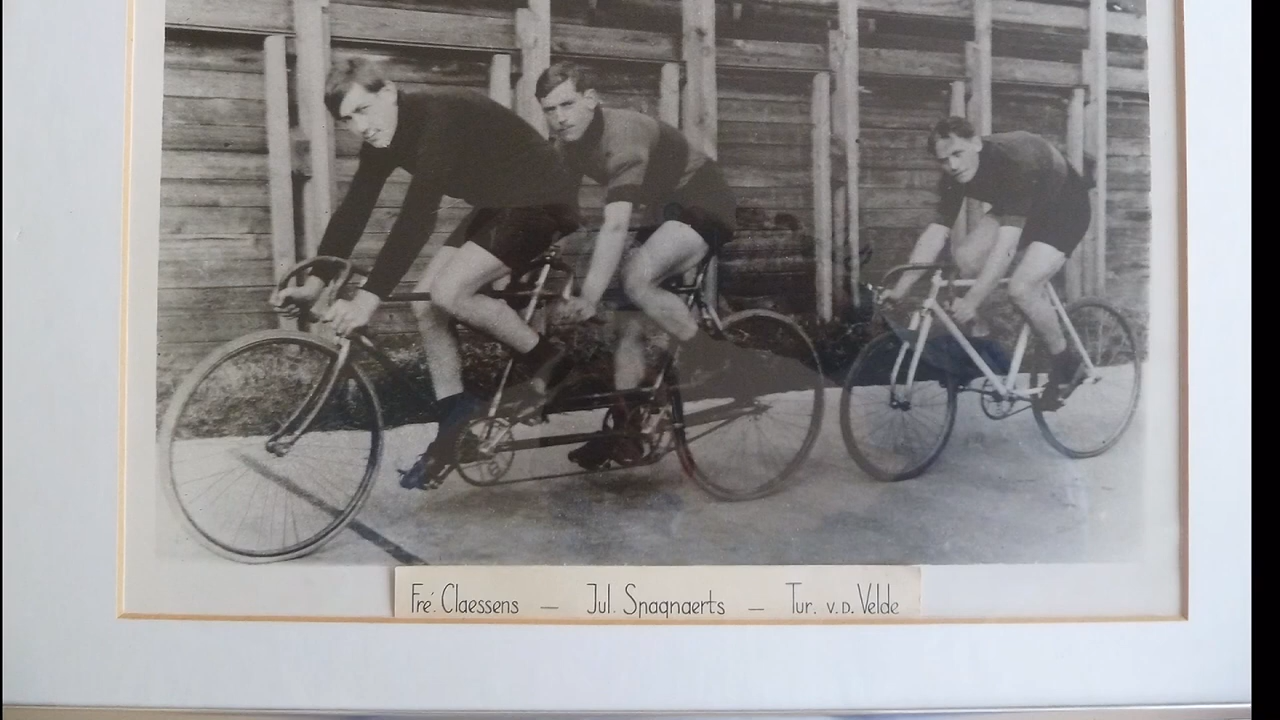 Fré. Claessens — Jul. Spagnaerts — Tur. v.d. Velde